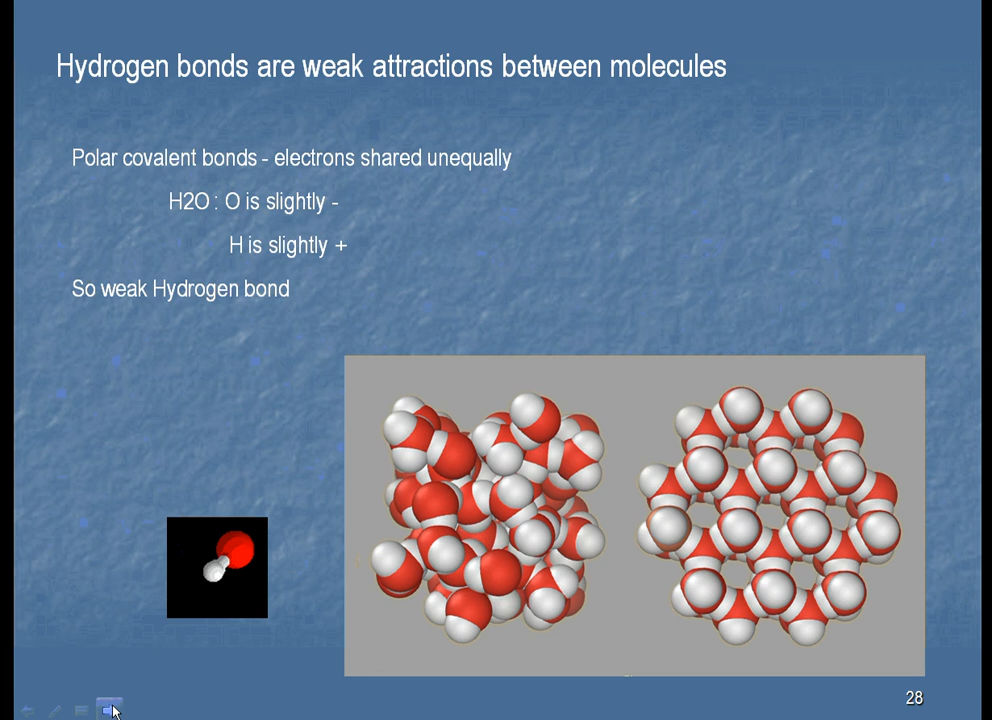 Hydrogen bonds are weak attractions between molecules
Polar covalent bonds - electrons shared unequally
H2O : O is slightly -
H is slightly +
So weak Hydrogen bond
28